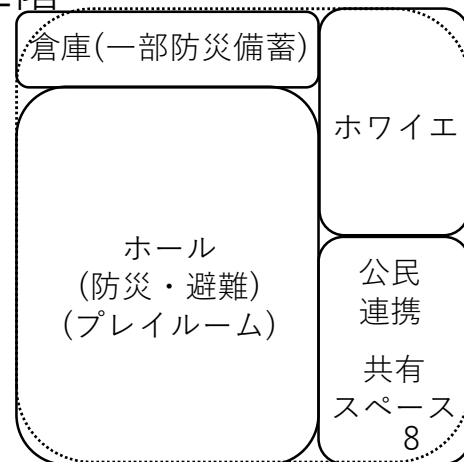 倉庫(一部防災備蓄)
ホワイエ
ホール
(防災・避難)
(プレイルーム)
公民
連携
共有
スペース
8